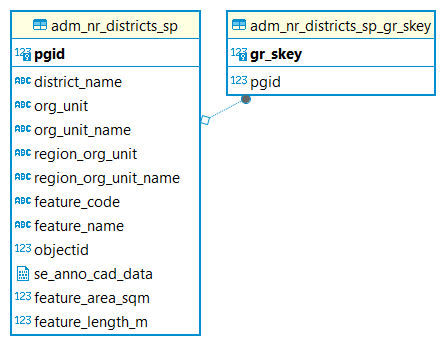 adm_nr_districts_sp
123 pgid
ABC district_name
ABC org_unit
ABC org_unit_name
ABC region_org_unit
ABC region_org_unit_name
ABC feature_code
ABC feature_name
123 objectid
se_anno_cad_data
123 feature_area_sqm
123 feature_length_m
adm_nr_districts_sp_gr_skey
123 gr_skey
123 pgid